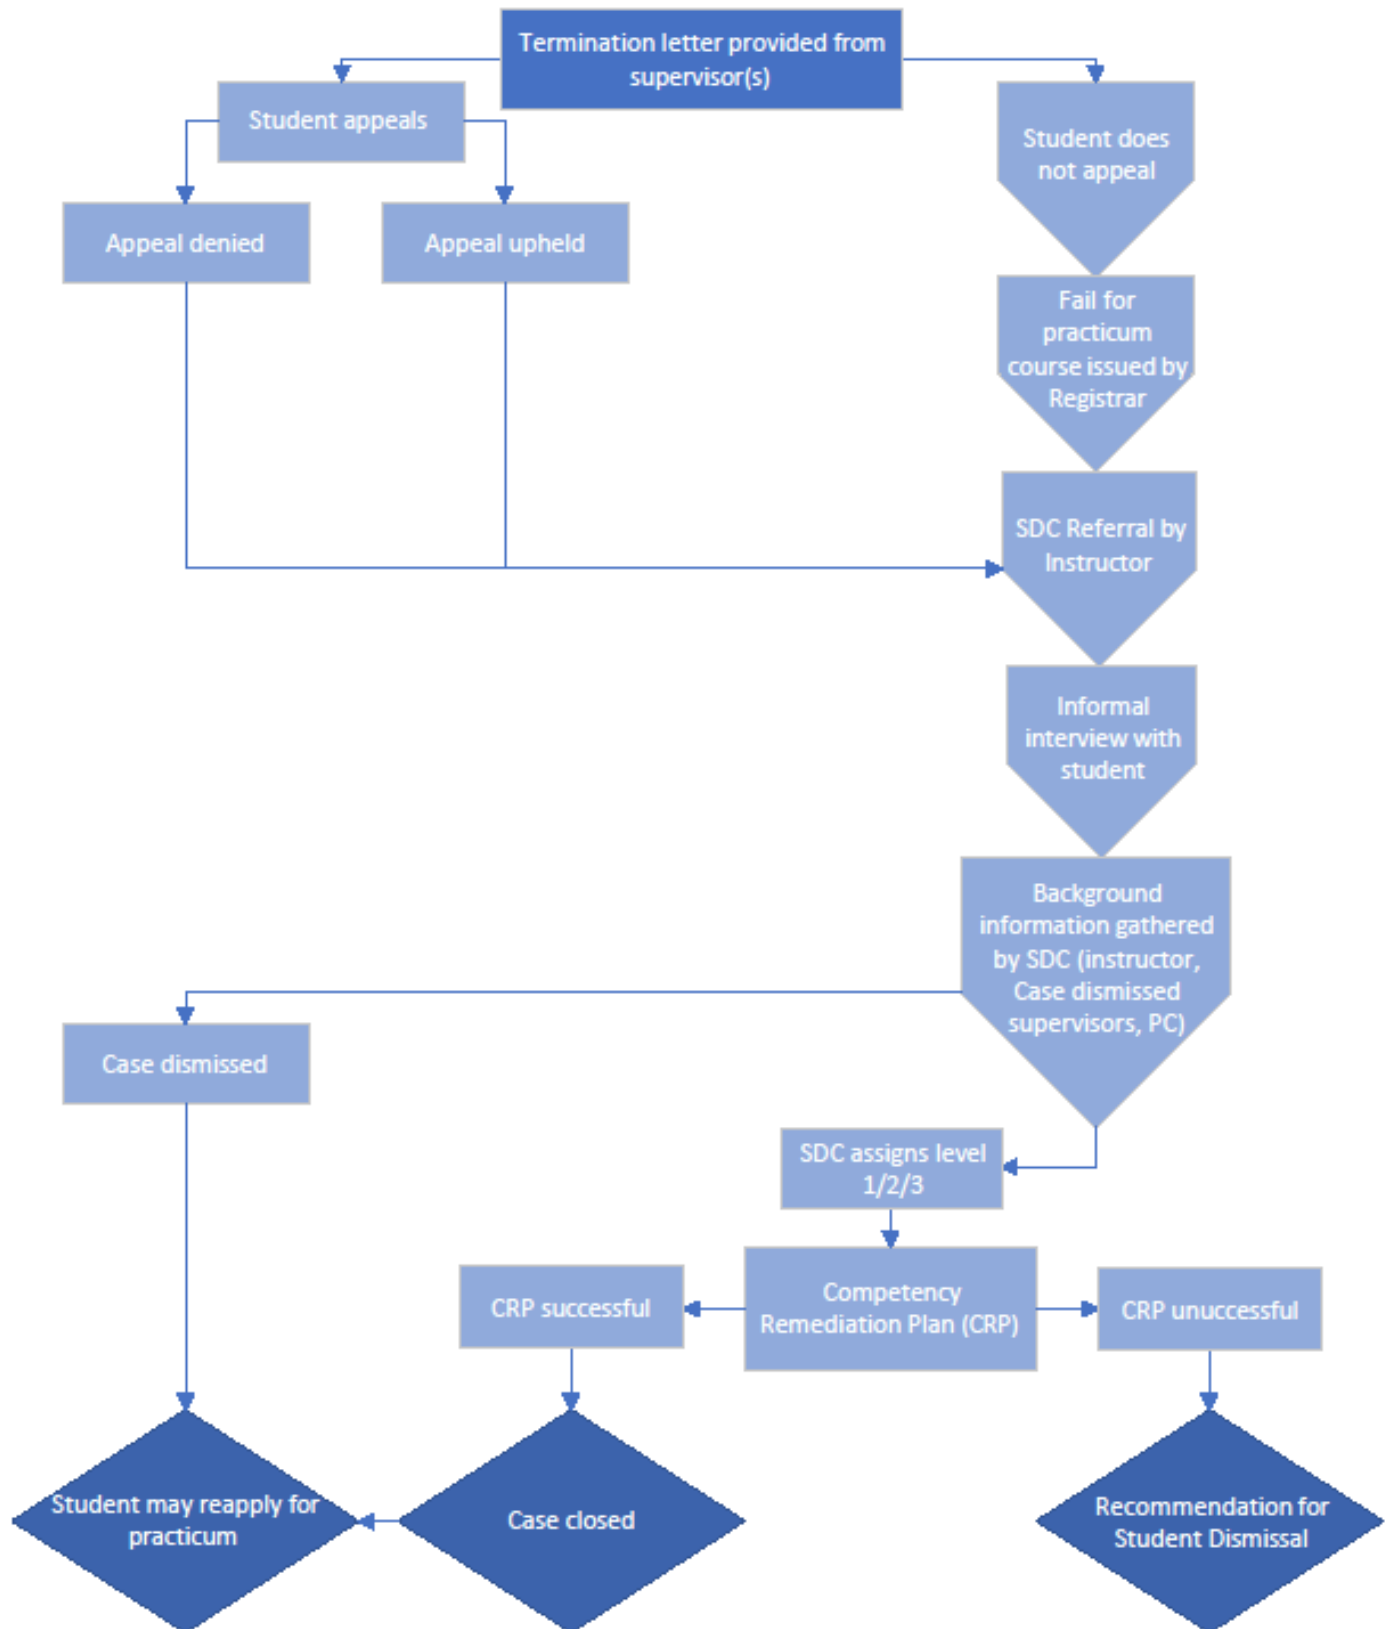 Termination letter provided from
supervisor(s)
Student appeals
Student does
not appeal
Appeal denied
Appeal upheld
Fail for
practicum
course issued by
Registrar
SDC Referral by
Instructor
Informal
interview with
student
Background
information gathered
by SDC (instructor,
Case dismissed
supervisors, PC)
Case dismissed
SDC assigns level
1/2/3
CRP successful
Competency
Remediation Plan (CRP)
CRP unuccessful
Student may reapply for
practicum
Case closed
Recommendation for
Student Dismissal